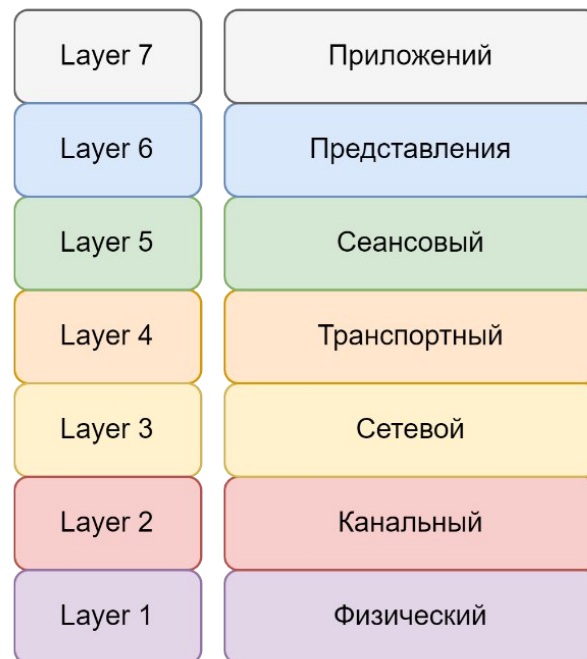 Layer 7 Приложений
Layer 6 Представления
Layer 5 Сеансовый
Layer 4 Транспортный
Layer 3 Сетевой
Layer 2 Канальный
Layer 1 Физический